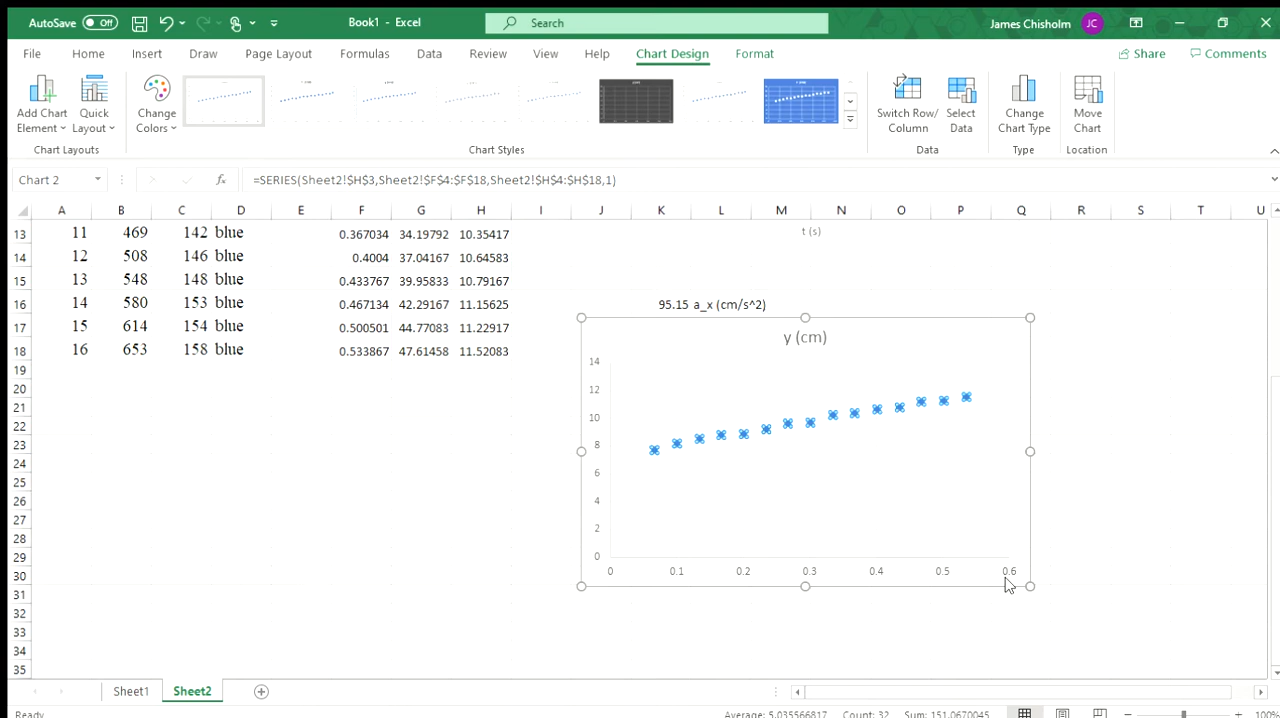 AutoSave Off Book1 - Excel Search James Chisholm JC
File Home Insert Draw Page Layout Formulas Data Review View Help Chart Design Format Share Comments
Add Chart Element Quick Layout Change Colors Switch Row/ Column Select Data Change Chart Type Move Chart
Chart Layouts Chart Styles Data Type Location
Chart 2 fx =SERIES(Sheet2!$H$3,Sheet2!$F$4:$F$18,Sheet2!$H$4:$H$18,1)
A B C D E F G H I J K L M N O P Q R S T U
13 11 469 142 blue 0.367034 34.19792 10.35417 t (s)
14 12 508 146 blue 0.4004 37.04167 10.64583
15 13 548 148 blue 0.433767 39.95833 10.79167
16 14 580 153 blue 0.467134 42.29167 11.15625 95.15 a_x (cm/s^2)
17 15 614 154 blue 0.500501 44.77083 11.22917
18 16 653 158 blue 0.533867 47.61458 11.52083
19
20
21
22
23
24
25
26
27
28
29
30
31
32
33
34
35
y (cm)
14
12
10
8
6
4
2
0
0 0.1 0.2 0.3 0.4 0.5 0.6
Sheet1 Sheet2
Ready Average: 5.035566817 Count: 32 Sum: 151.0670045 100%